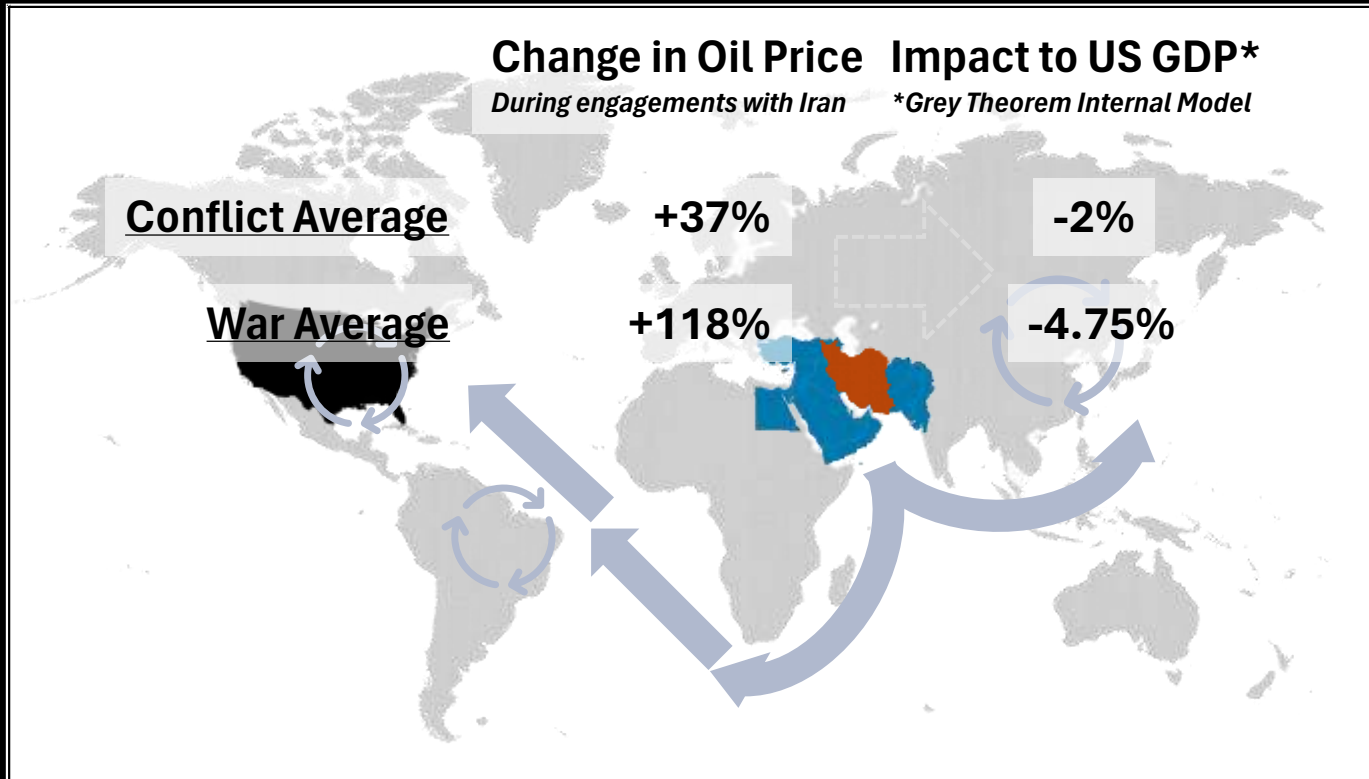 Change in Oil Price Impact to US GDP*
During engagements with Iran *Grey Theorem Internal Model
Conflict Average +37% -2%
War Average +118% -4.75%